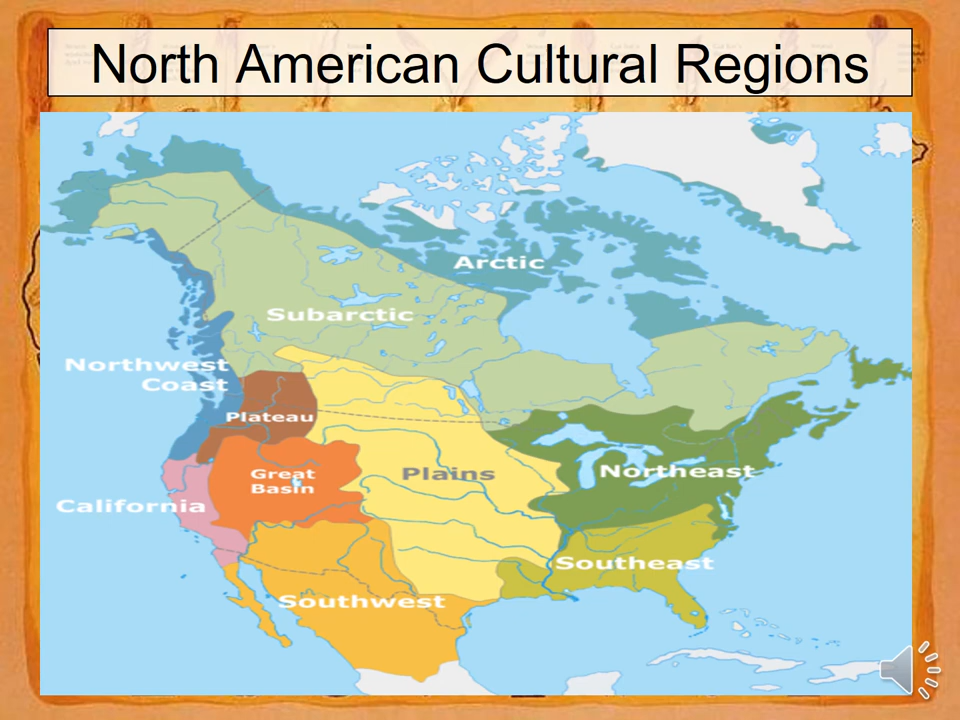 North American Cultural Regions
Arctic
Subarctic
Northwest
Coast
Plateau
Great
Basin
Plains
Northeast
California
Southeast
Southwest